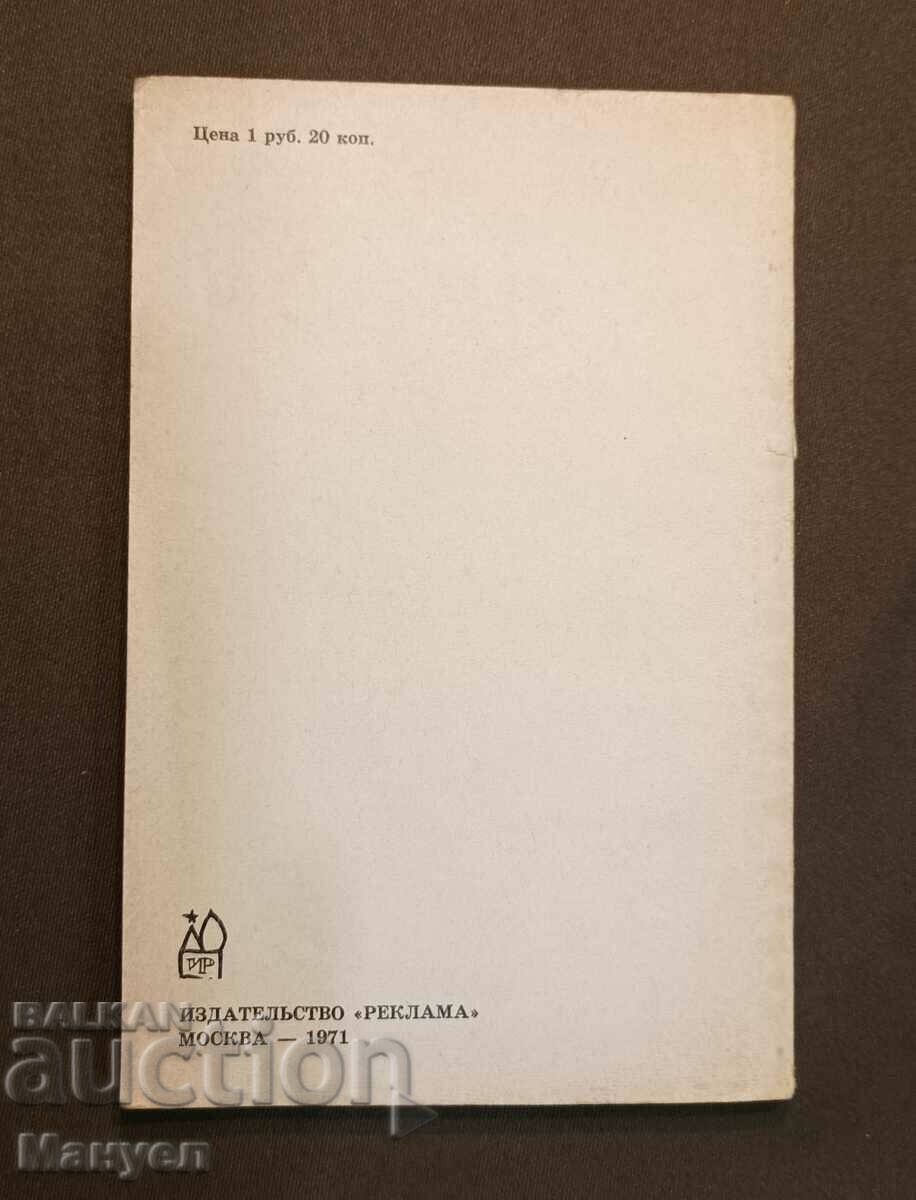 Цена 1 руб. 20 коп.
ИР
ИЗДАТЕЛЬСТВО «РЕКЛАМА»
МОСКВА — 1971
BALKAN
auction
Мануел